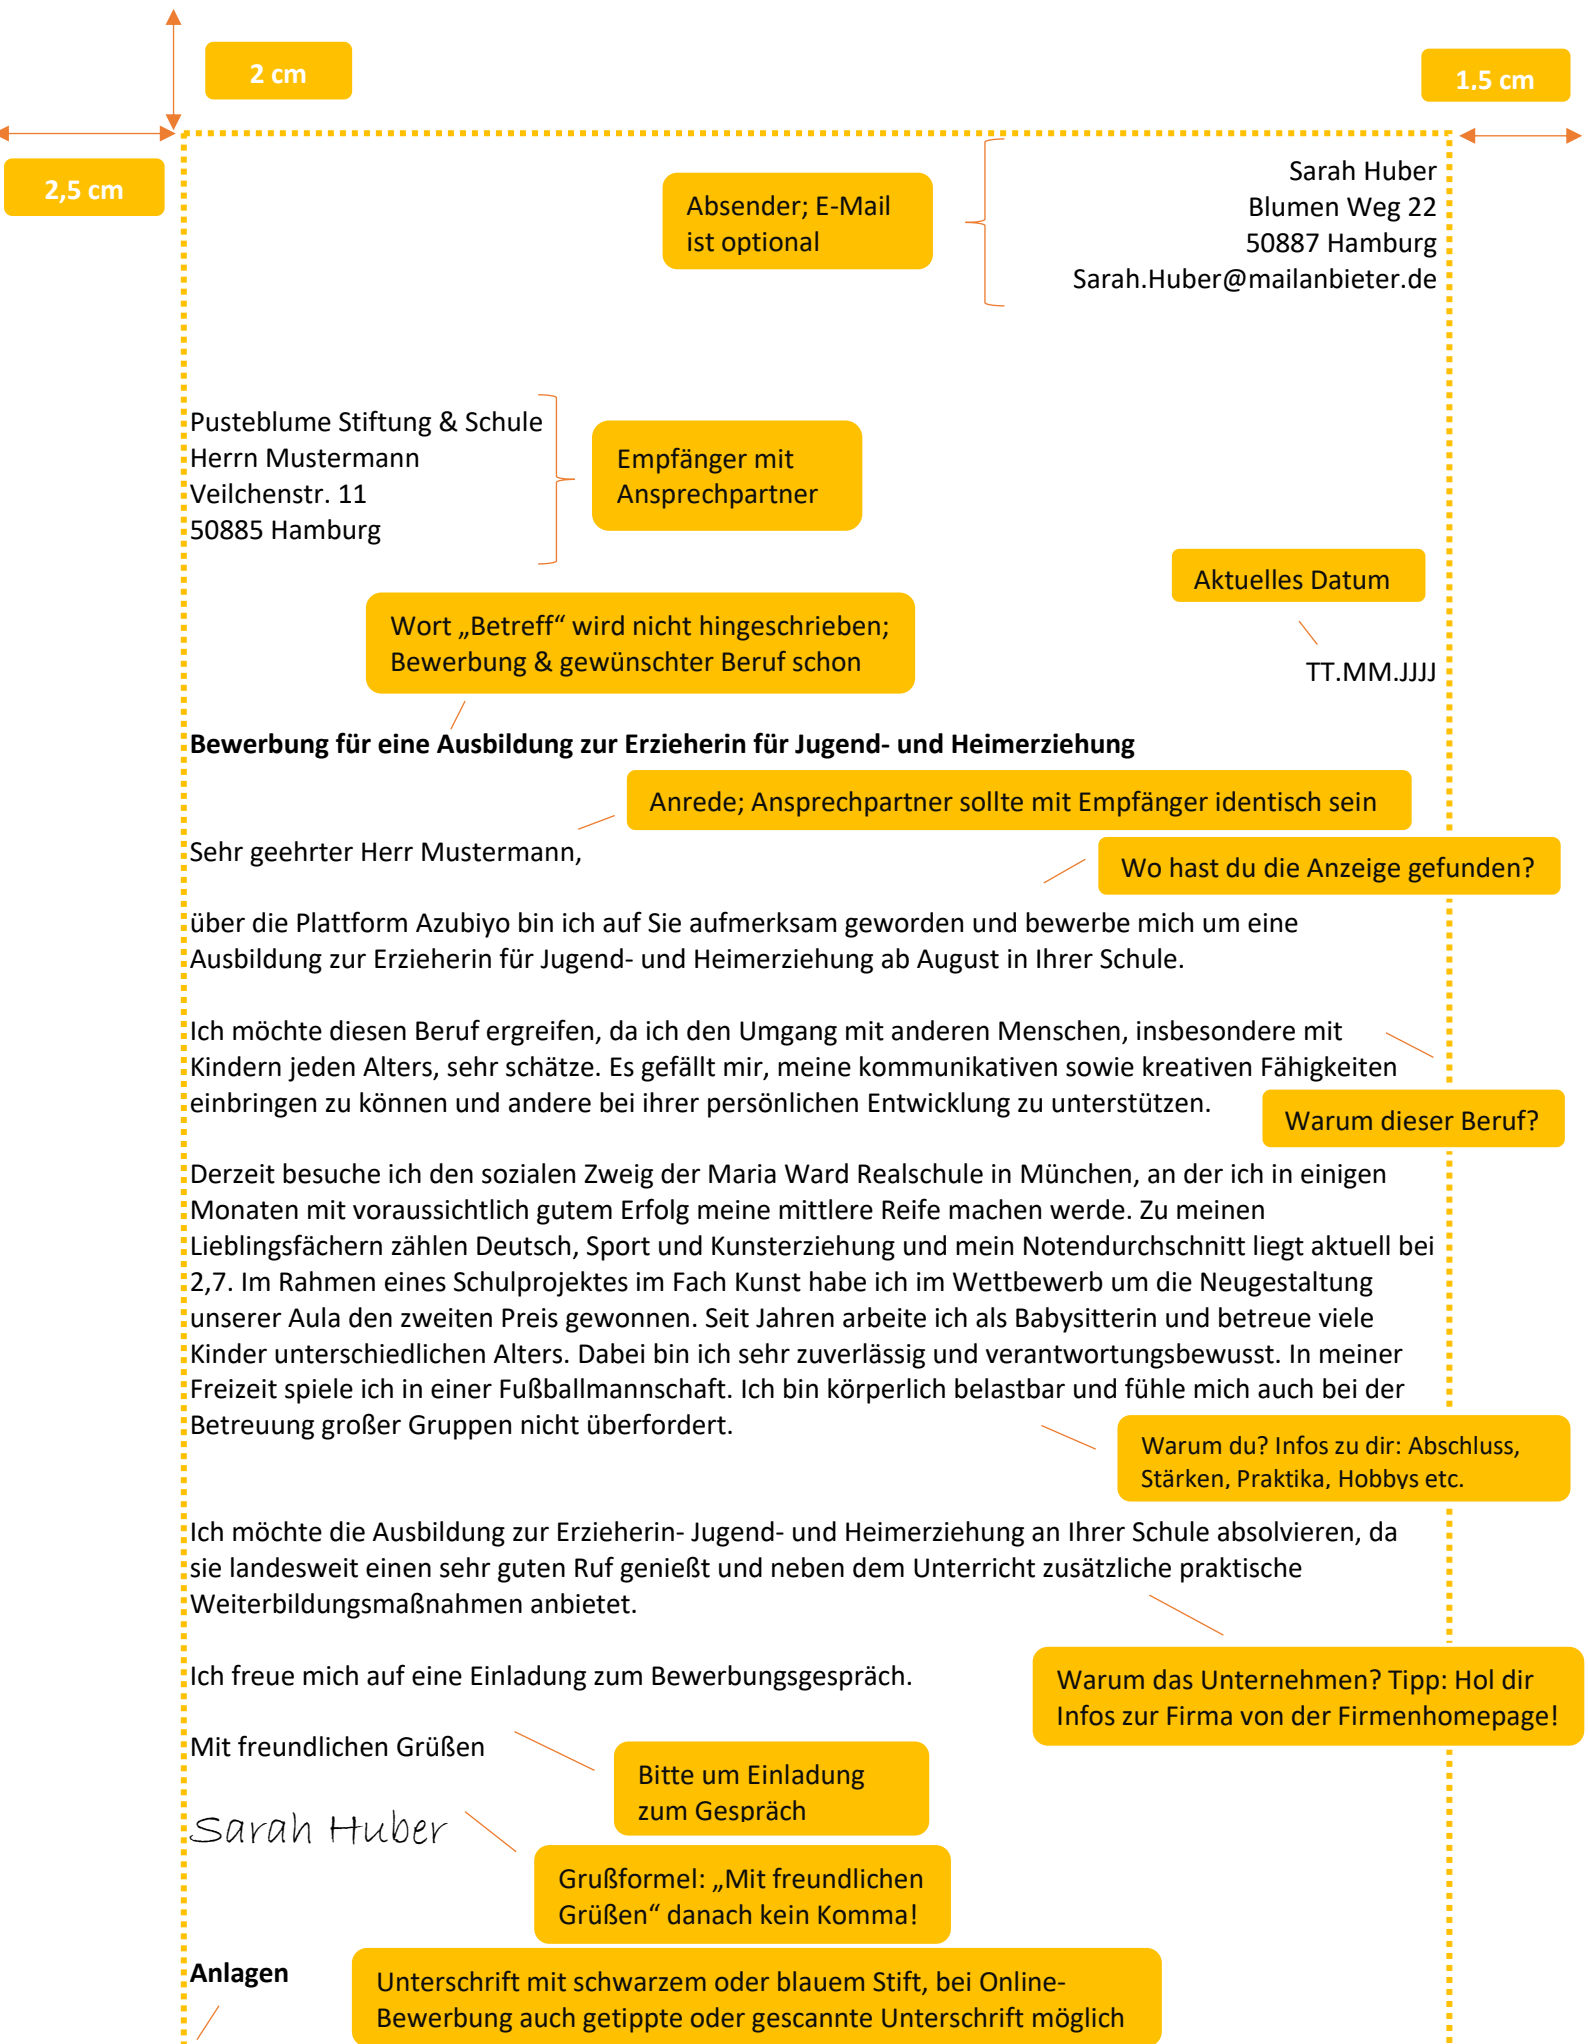 2 cm
1,5 cm
2,5 cm
Absender; E-Mail
ist optional
Sarah Huber
Blumen Weg 22
50887 Hamburg
Sarah.Huber@mailanbieter.de
Pusteblume Stiftung & Schule
Herrn Mustermann
Veilchenstr. 11
50885 Hamburg
Empfänger mit
Ansprechpartner
Aktuelles Datum
Wort „Betreff“ wird nicht hingeschrieben;
Bewerbung & gewünschter Beruf schon
TT.MM.JJJJ
Bewerbung für eine Ausbildung zur Erzieherin für Jugend- und Heimerziehung
Anrede; Ansprechpartner sollte mit Empfänger identisch sein
Sehr geehrter Herr Mustermann,
Wo hast du die Anzeige gefunden?
über die Plattform Azubiyo bin ich auf Sie aufmerksam geworden und bewerbe mich um eine
Ausbildung zur Erzieherin für Jugend- und Heimerziehung ab August in Ihrer Schule.
Ich möchte diesen Beruf ergreifen, da ich den Umgang mit anderen Menschen, insbesondere mit
Kindern jeden Alters, sehr schätze. Es gefällt mir, meine kommunikativen sowie kreativen Fähigkeiten
einbringen zu können und andere bei ihrer persönlichen Entwicklung zu unterstützen.
Warum dieser Beruf?
Derzeit besuche ich den sozialen Zweig der Maria Ward Realschule in München, an der ich in einigen
Monaten mit voraussichtlich gutem Erfolg meine mittlere Reife machen werde. Zu meinen
Lieblingsfächern zählen Deutsch, Sport und Kunsterziehung und mein Notendurchschnitt liegt aktuell bei
2,7. Im Rahmen eines Schulprojektes im Fach Kunst habe ich im Wettbewerb um die Neugestaltung
unserer Aula den zweiten Preis gewonnen. Seit Jahren arbeite ich als Babysitterin und betreue viele
Kinder unterschiedlichen Alters. Dabei bin ich sehr zuverlässig und verantwortungsbewusst. In meiner
Freizeit spiele ich in einer Fußballmannschaft. Ich bin körperlich belastbar und fühle mich auch bei der
Betreuung großer Gruppen nicht überfordert.
Warum du? Infos zu dir: Abschluss,
Stärken, Praktika, Hobbys etc.
Ich möchte die Ausbildung zur Erzieherin- Jugend- und Heimerziehung an Ihrer Schule absolvieren, da
sie landesweit einen sehr guten Ruf genießt und neben dem Unterricht zusätzliche praktische
Weiterbildungsmaßnahmen anbietet.
Ich freue mich auf eine Einladung zum Bewerbungsgespräch.
Warum das Unternehmen? Tipp: Hol dir
Infos zur Firma von der Firmenhomepage!
Mit freundlichen Grüßen
Bitte um Einladung
zum Gespräch
Sarah Huber
Grußformel: „Mit freundlichen
Grüßen“ danach kein Komma!
Anlagen
Unterschrift mit schwarzem oder blauem Stift, bei Online-
Bewerbung auch getippte oder gescannte Unterschrift möglich